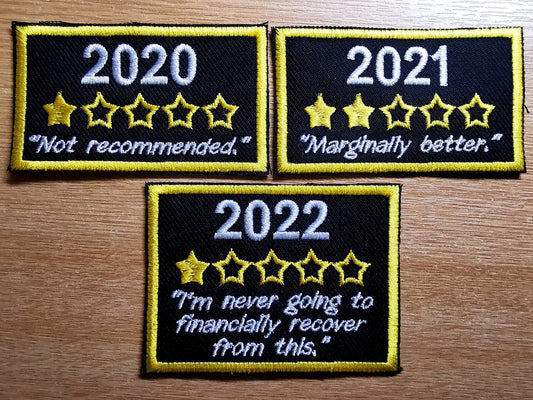 2020
"Not recommended."
2021
"Marginally better."
2022
"I'm never going to
financially recover
from this."